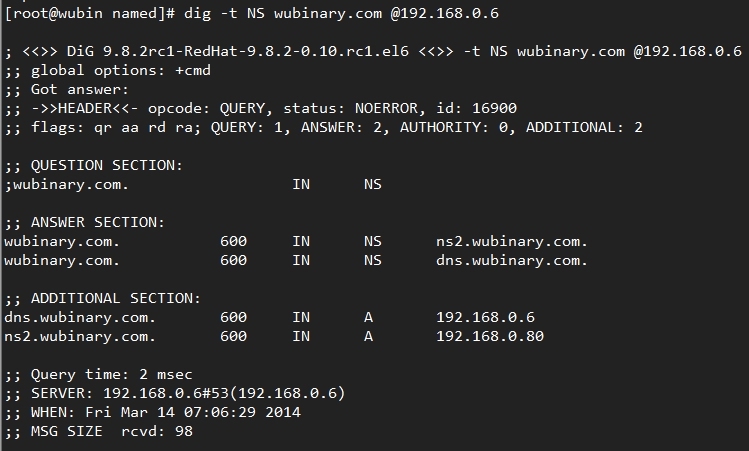 [root@wubin named]# dig -t NS wubinary.com @192.168.0.6
; <<>> DiG 9.8.2rc1-RedHat-9.8.2-0.10.rc1.el6 <<>> -t NS wubinary.com @192.168.0.6
;; global options: +cmd
;; Got answer:
;; ->>HEADER<<- opcode: QUERY, status: NOERROR, id: 16900
;; flags: qr aa rd ra; QUERY: 1, ANSWER: 2, AUTHORITY: 0, ADDITIONAL: 2
;; QUESTION SECTION:
;wubinary.com. IN NS
;; ANSWER SECTION:
wubinary.com. 600 IN NS ns2.wubinary.com.
wubinary.com. 600 IN NS dns.wubinary.com.
;; ADDITIONAL SECTION:
dns.wubinary.com. 600 IN A 192.168.0.6
ns2.wubinary.com. 600 IN A 192.168.0.80
;; Query time: 2 msec
;; SERVER: 192.168.0.6#53(192.168.0.6)
;; WHEN: Fri Mar 14 07:06:29 2014
;; MSG SIZE rcvd: 98